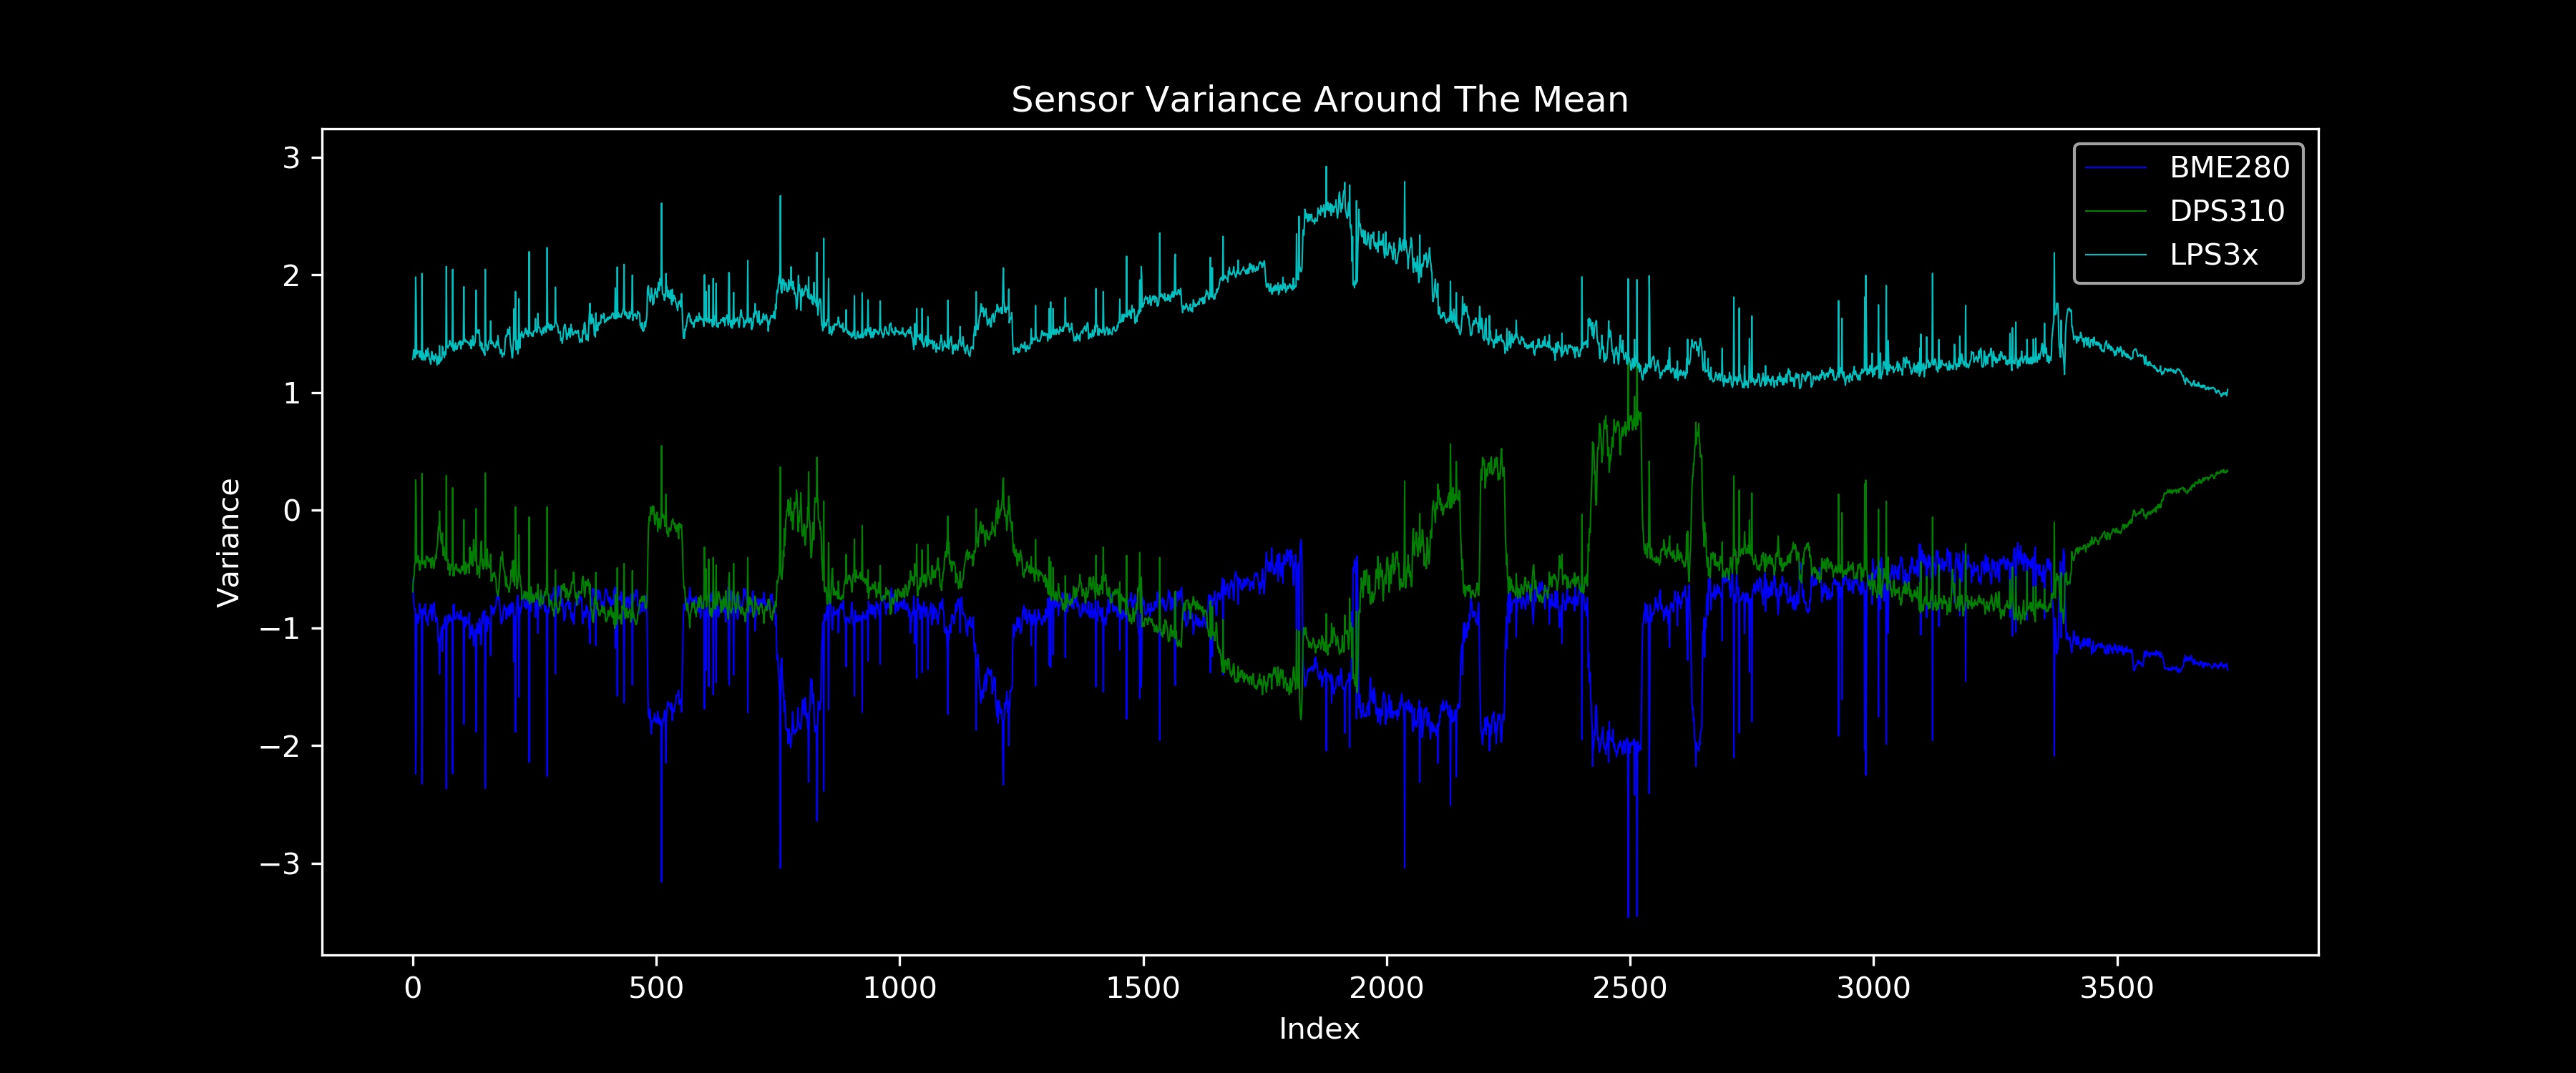 Sensor Variance Around The Mean
3
2
1
0
−1
−2
−3
Variance
BME280
DPS310
LPS3x
0 500 1000 1500 2000 2500 3000 3500
Index